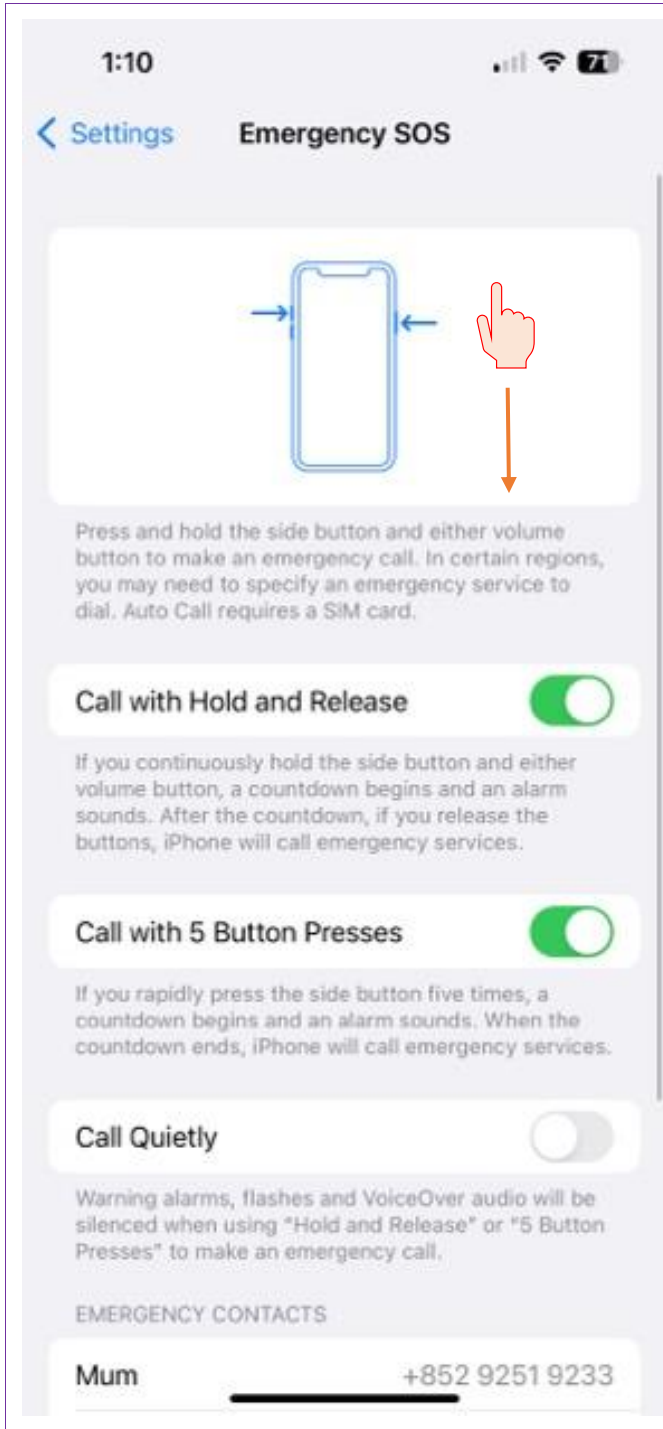 1:10
71
Settings
Emergency SOS
Press and hold the side button and either volume
button to make an emergency call. In certain regions,
you may need to specify an emergency service to
dial. Auto Call requires a SIM card.
Call with Hold and Release
If you continuously hold the side button and either
volume button, a countdown begins and an alarm
sounds. After the countdown, if you release the
buttons, iPhone will call emergency services.
Call with 5 Button Presses
If you rapidly press the side button five times, a
countdown begins and an alarm sounds. When the
countdown ends, iPhone will call emergency services.
Call Quietly
Warning alarms, flashes and VoiceOver audio will be
silenced when using "Hold and Release" or "5 Button
Presses" to make an emergency call.
EMERGENCY CONTACTS
Mum +852 9251 9233